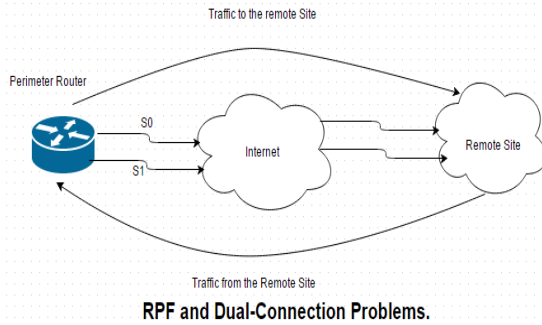 Traffic to the remote Site
Perimeter Router
S0
Internet
Remote Site
S1
Traffic from the Remote Site
RPF and Dual-Connection Problems.